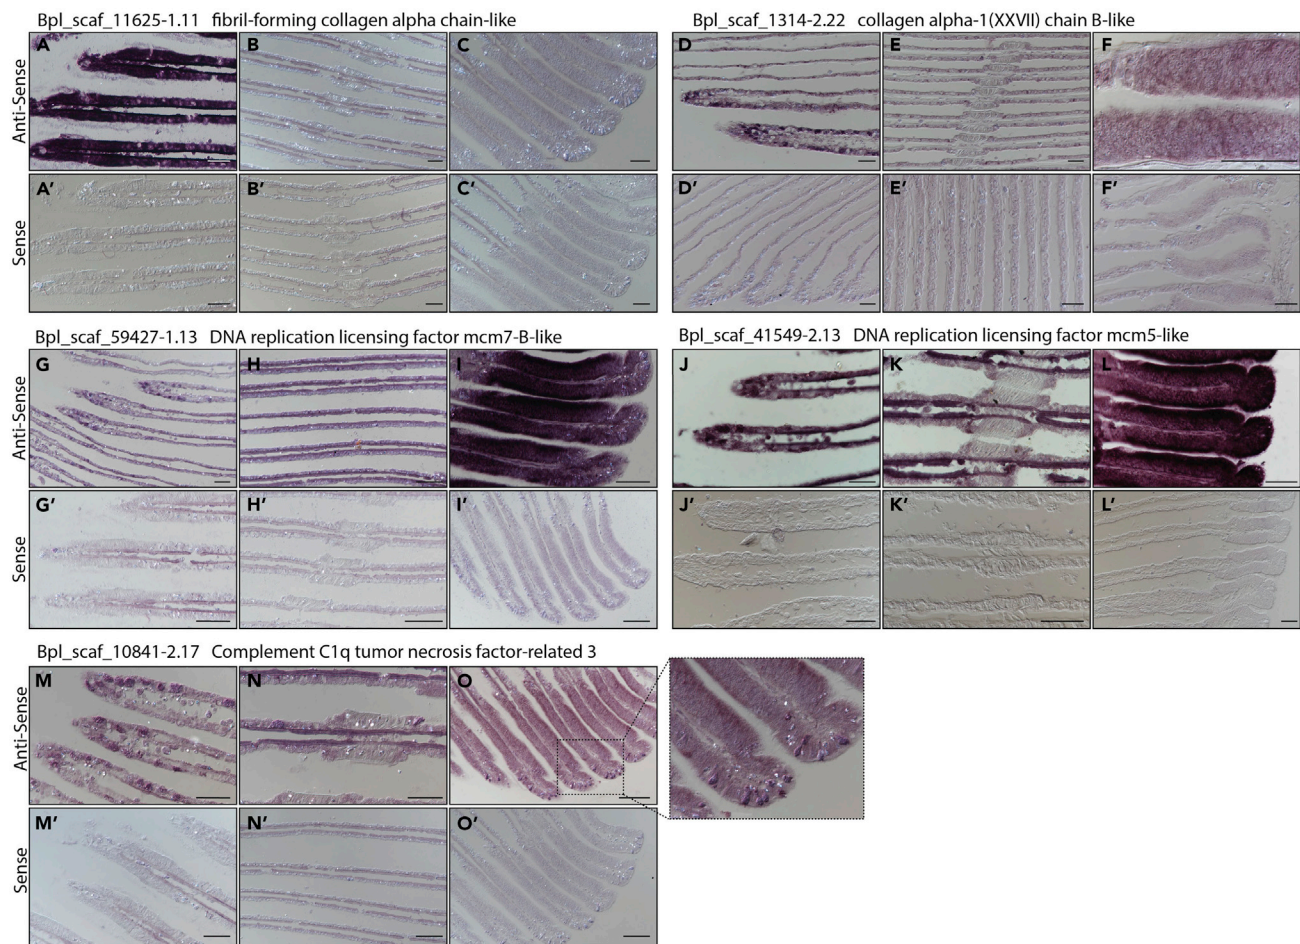 Bpl_scaf_11625-1.11 fibril-forming collagen alpha chain-like
Bpl_scaf_1314-2.22 collagen alpha-1(XXVII) chain B-like
Anti-Sense
A
B
C
D
E
F
Sense
A'
B'
C'
D'
E'
F'
Bpl_scaf_59427-1.13 DNA replication licensing factor mcm7-B-like
Bpl_scaf_41549-2.13 DNA replication licensing factor mcm5-like
Anti-Sense
G
H
I
J
K
L
Sense
G'
H'
I'
J'
K'
L'
Bpl_scaf_10841-2.17 Complement C1q tumor necrosis factor-related 3
Anti-Sense
M
N
O
Sense
M'
N'
O'